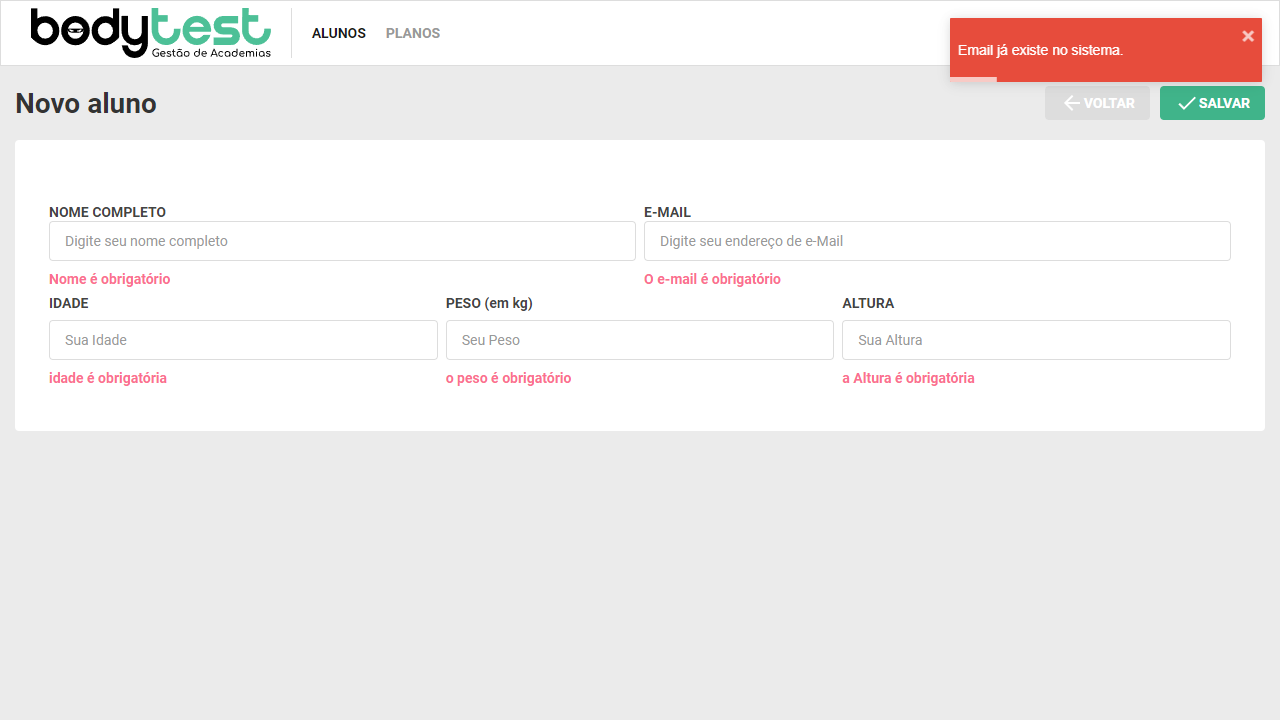 bodytest
Gestão de Academias
ALUNOS PLANOS
Email já existe no sistema.
×
Novo aluno
VOLTAR SALVAR
NOME COMPLETO E-MAIL
Digite seu nome completo Digite seu endereço de e-Mail
Nome é obrigatório O e-mail é obrigatório
IDADE PESO (em kg) ALTURA
Sua Idade Seu Peso Sua Altura
idade é obrigatória o peso é obrigatório a Altura é obrigatória